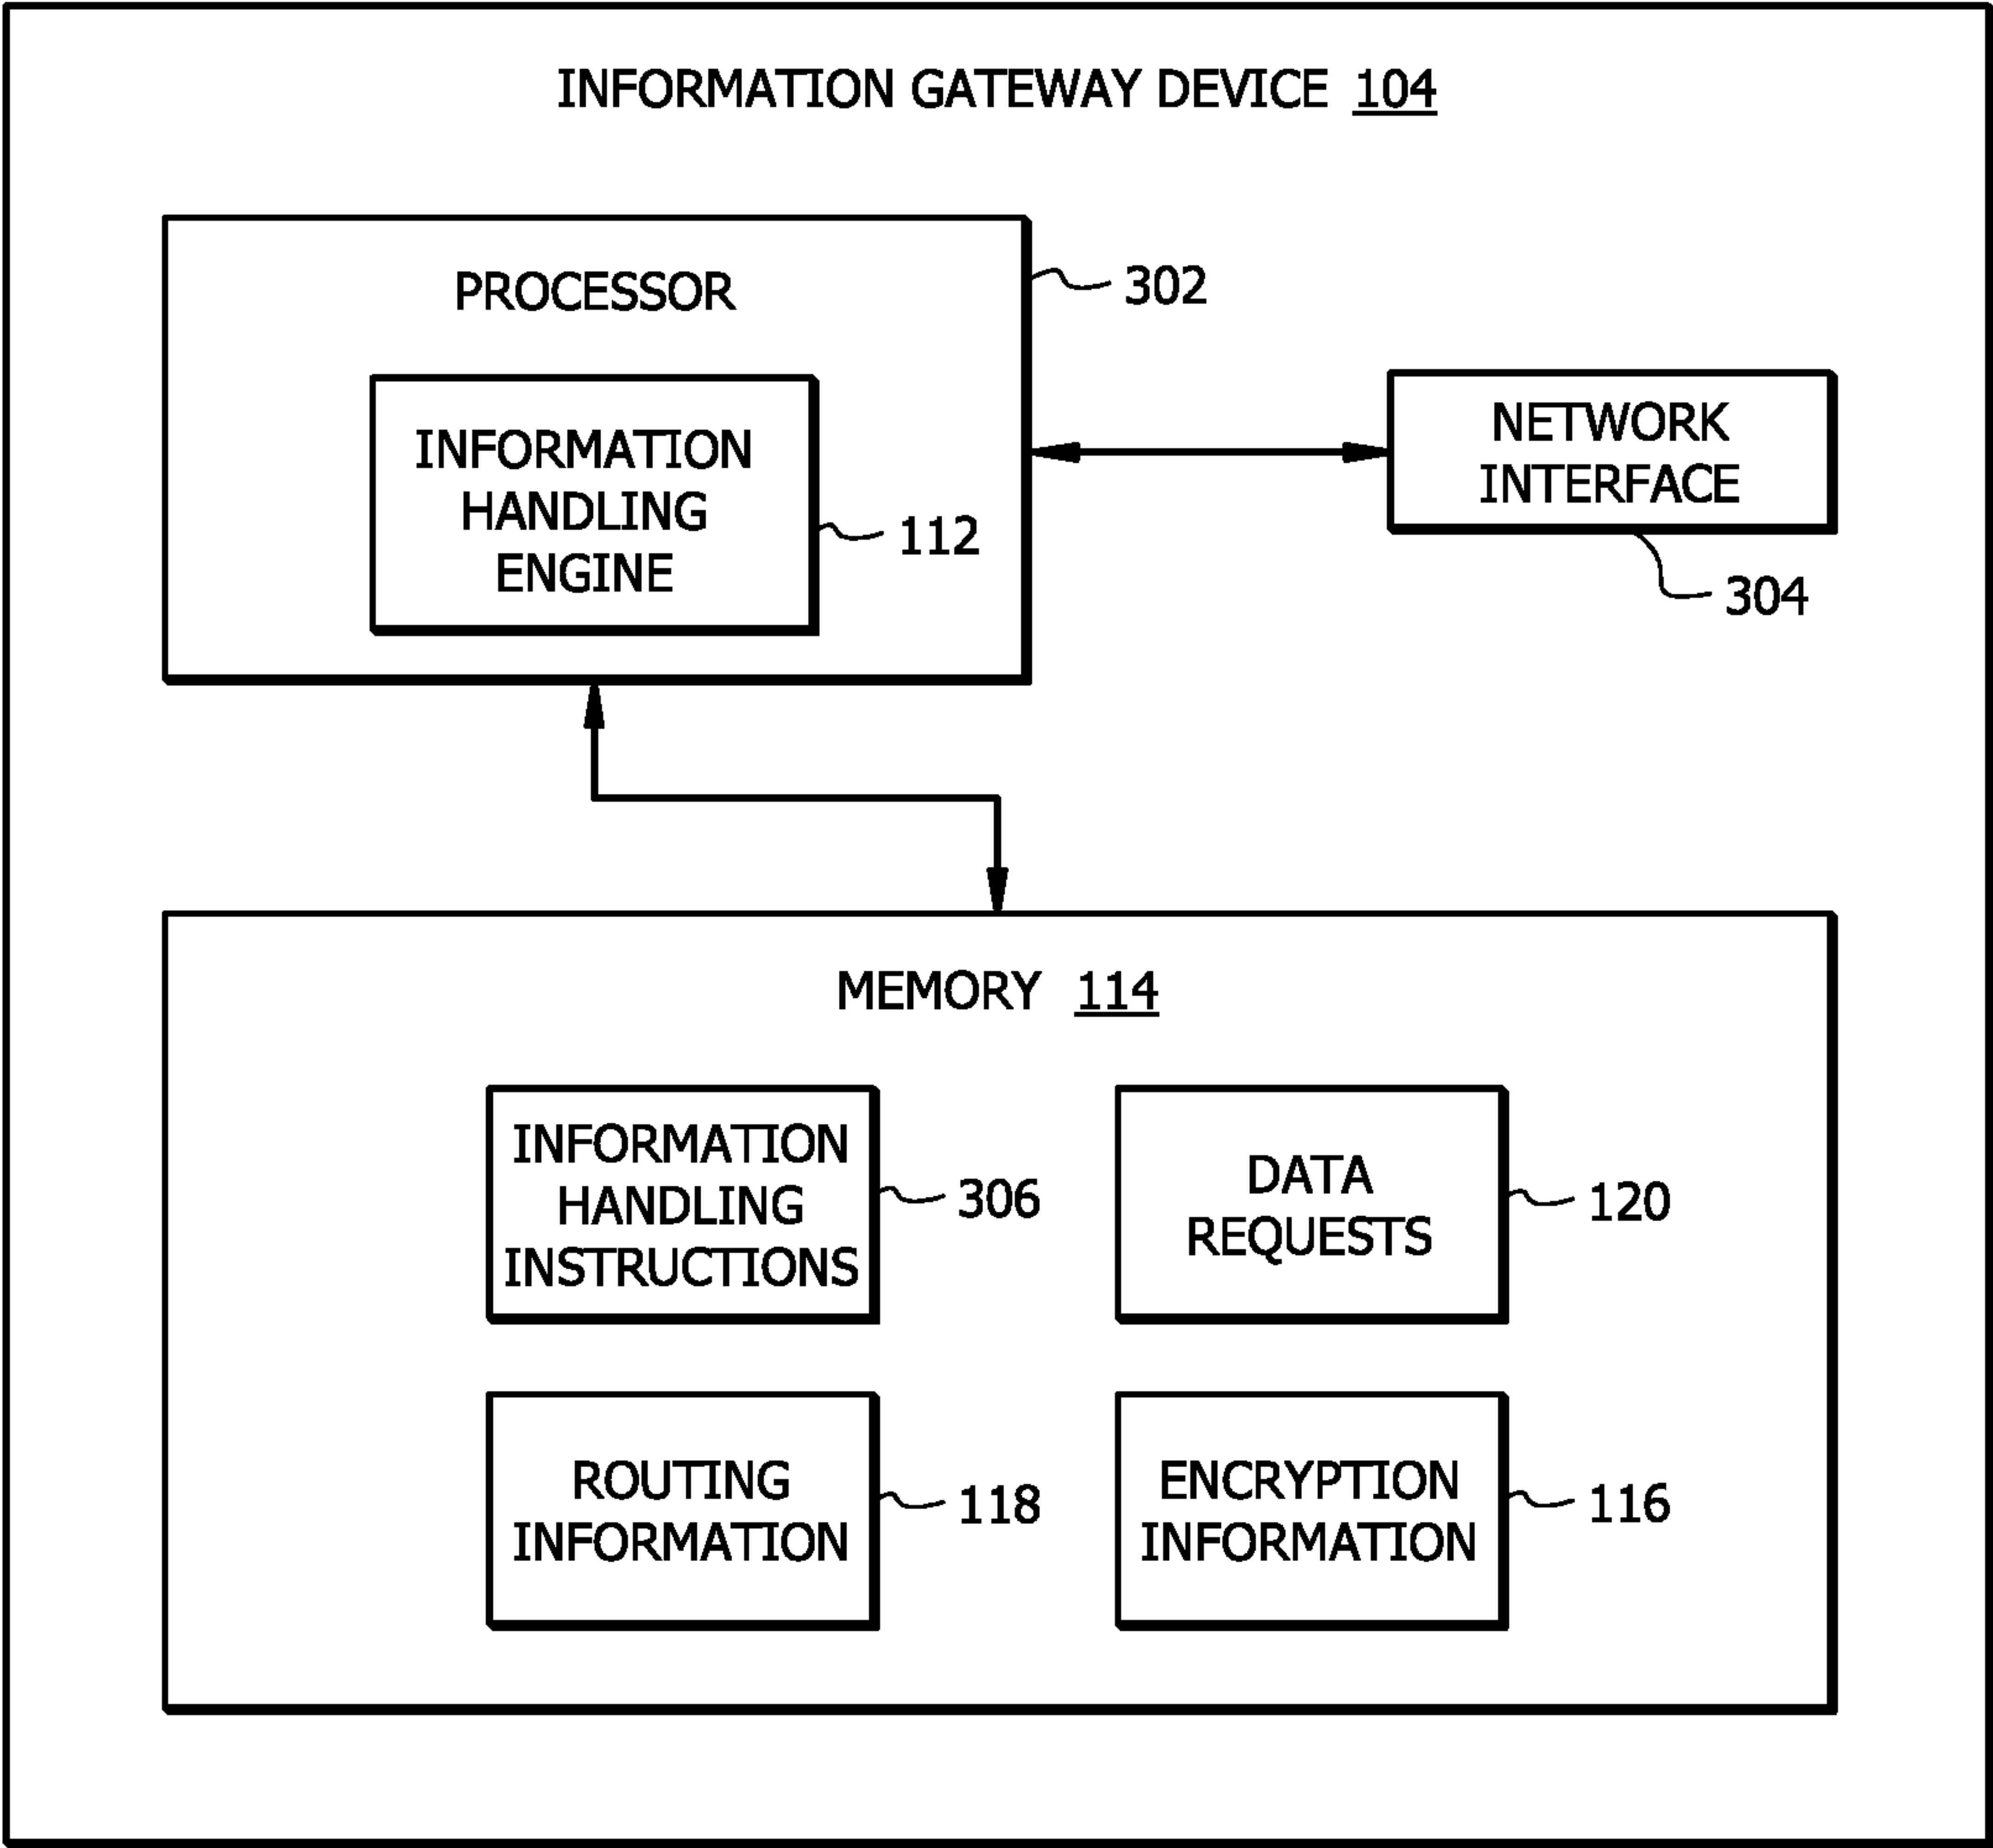 INFORMATION GATEWAY DEVICE 104
PROCESSOR
302
INFORMATION
HANDLING
ENGINE
112
NETWORK
INTERFACE
304
MEMORY 114
INFORMATION
HANDLING
INSTRUCTIONS
306
DATA
REQUESTS
120
ROUTING
INFORMATION
118
ENCRYPTION
INFORMATION
116